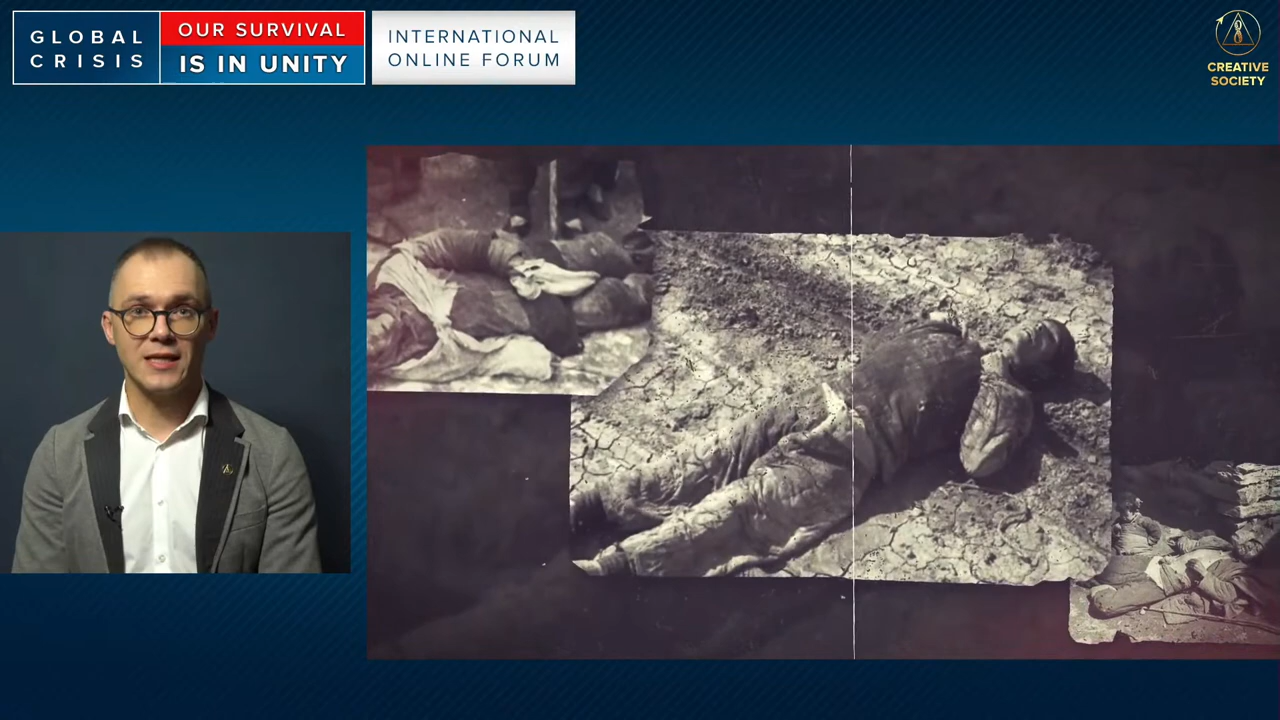 GLOBAL
CRISIS
OUR SURVIVAL
IS IN UNITY
INTERNATIONAL
ONLINE FORUM
CREATIVE
SOCIETY